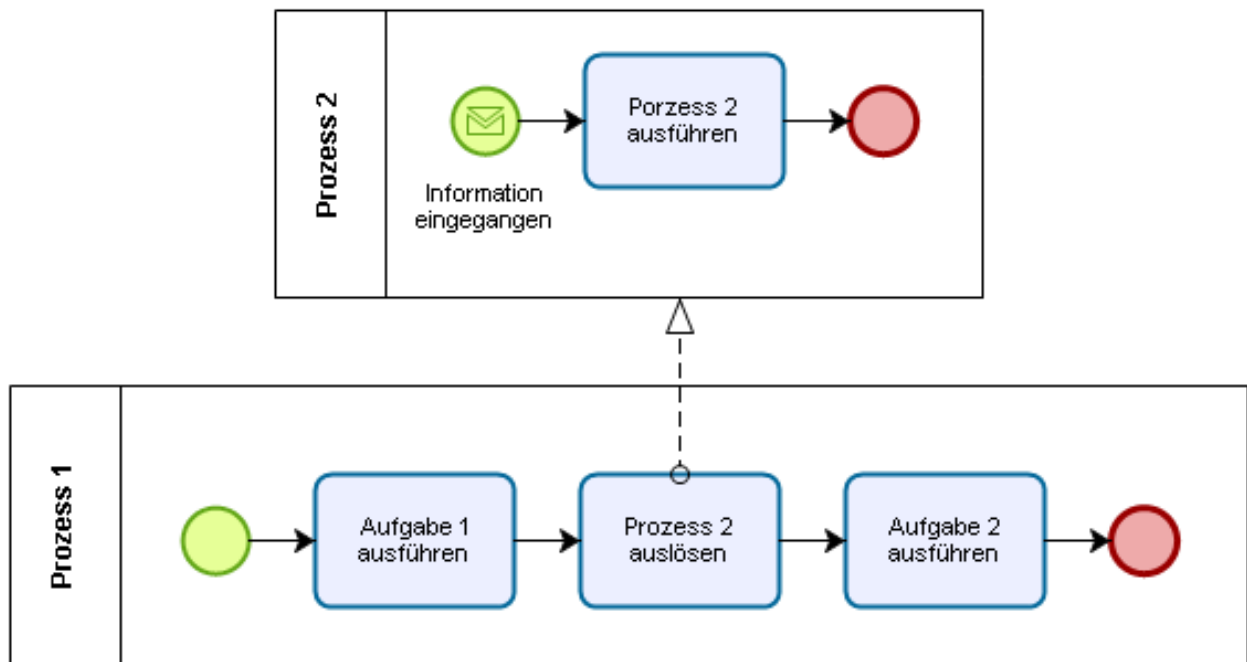 Prozess 2
Porzess 2
ausführen
Information
eingegangen
Prozess 1
Aufgabe 1
ausführen
Prozess 2
auslösen
Aufgabe 2
ausführen